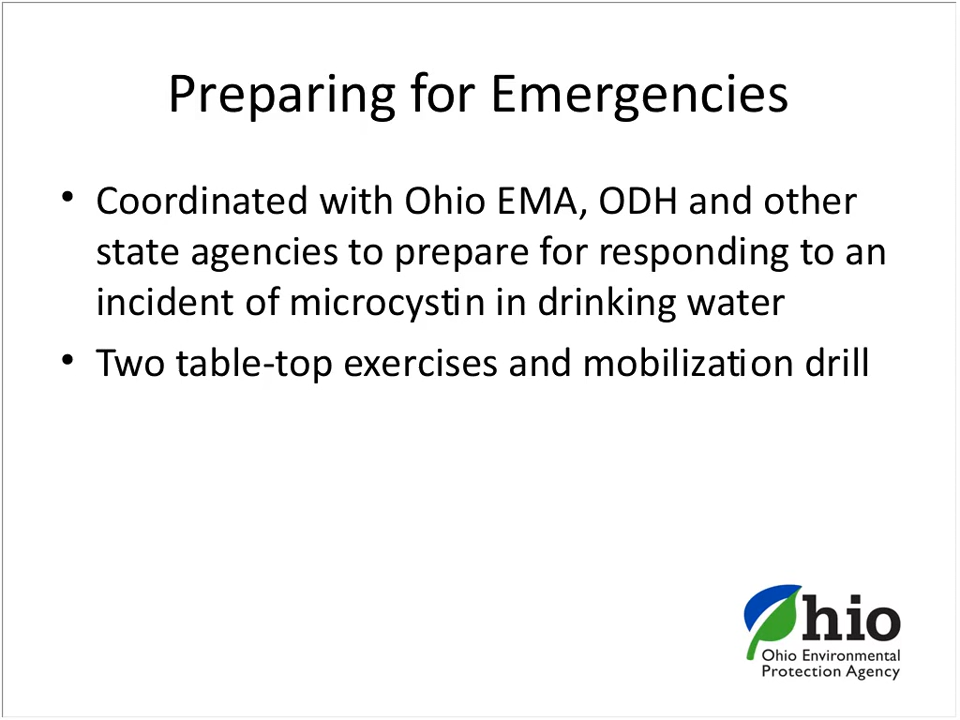 Preparing for Emergencies
• Coordinated with Ohio EMA, ODH and other
state agencies to prepare for responding to an
incident of microcystin in drinking water
• Two table-top exercises and mobilization drill
Ohio
Ohio Environmental
Protection Agency